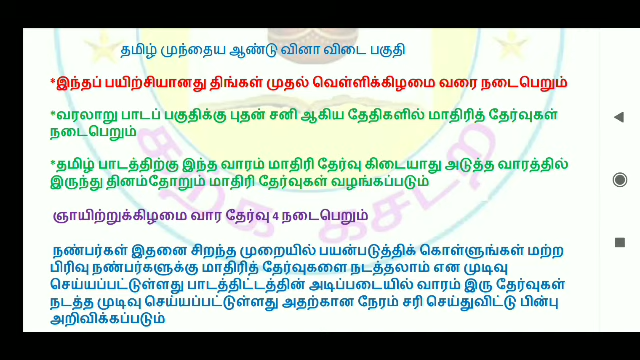 தமிழ் முந்தைய ஆண்டு வினா விடை பகுதி
*இந்தப் பயிற்சியானது திங்கள் முதல் வெள்ளிக்கிழமை வரை நடைபெறும்
*வரலாறு பாடப் பகுதிக்கு புதன் சனி ஆகிய தேதிகளில் மாதிரித் தேர்வுகள்
நடைபெறும்
*தமிழ் பாடத்திற்கு இந்த வாரம் மாதிரி தேர்வு கிடையாது அடுத்த வாரத்தில்
இருந்து தினம்தோறும் மாதிரி தேர்வுகள் வழங்கப்படும்
ஞாயிற்றுக்கிழமை வார தேர்வு 4 நடைபெறும்
நண்பர்கள் இதனை சிறந்த முறையில் பயன்படுத்திக் கொள்ளுங்கள் மற்ற
பிரிவு நண்பர்களுக்கு மாதிரித் தேர்வுகளை நடத்தலாம் என முடிவு
செய்யப்பட்டுள்ளது பாடத்திட்டத்தின் அடிப்படையில் வாரம் இரு தேர்வுகள்
நடத்த முடிவு செய்யப்பட்டுள்ளது அதற்கான நேரம் சரி செய்துவிட்டு பின்பு
அறிவிக்கப்படும்
கற்க கசடற